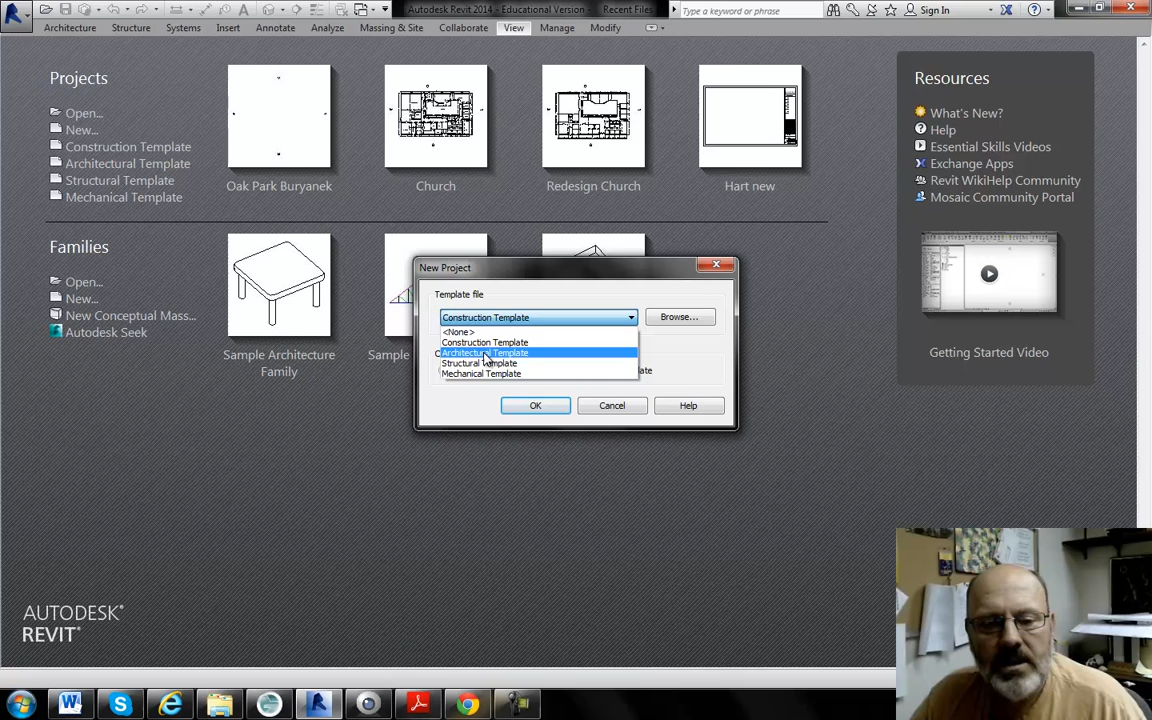 Autodesk Revit 2014 - Educational Version - Recent Files
Type a keyword or phrase
Sign In
Architecture Structure Systems Insert Annotate Analyze Massing & Site Collaborate View Manage Modify
Projects
Open...
New...
Construction Template
Architectural Template
Structural Template
Mechanical Template
Oak Park Buryanek
Church
Redesign Church
Hart new
Families
Open...
New...
New Conceptual Mass...
Autodesk Seek
Sample Architecture
Family
Sample
New Project
Template file
Construction Template
Browse...
<None>
Construction Template
Architectural Template
Structural Template
Mechanical Template
OK
Cancel
Help
Resources
What's New?
Help
Essential Skills Videos
Exchange Apps
Revit WikiHelp Community
Mosaic Community Portal
Getting Started Video
AUTODESK®
REVIT®